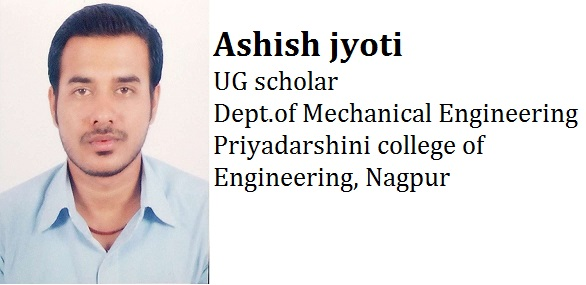 Ashish jyoti
UG scholar
Dept.of Mechanical Engineering
Priyadarshini college of
Engineering, Nagpur